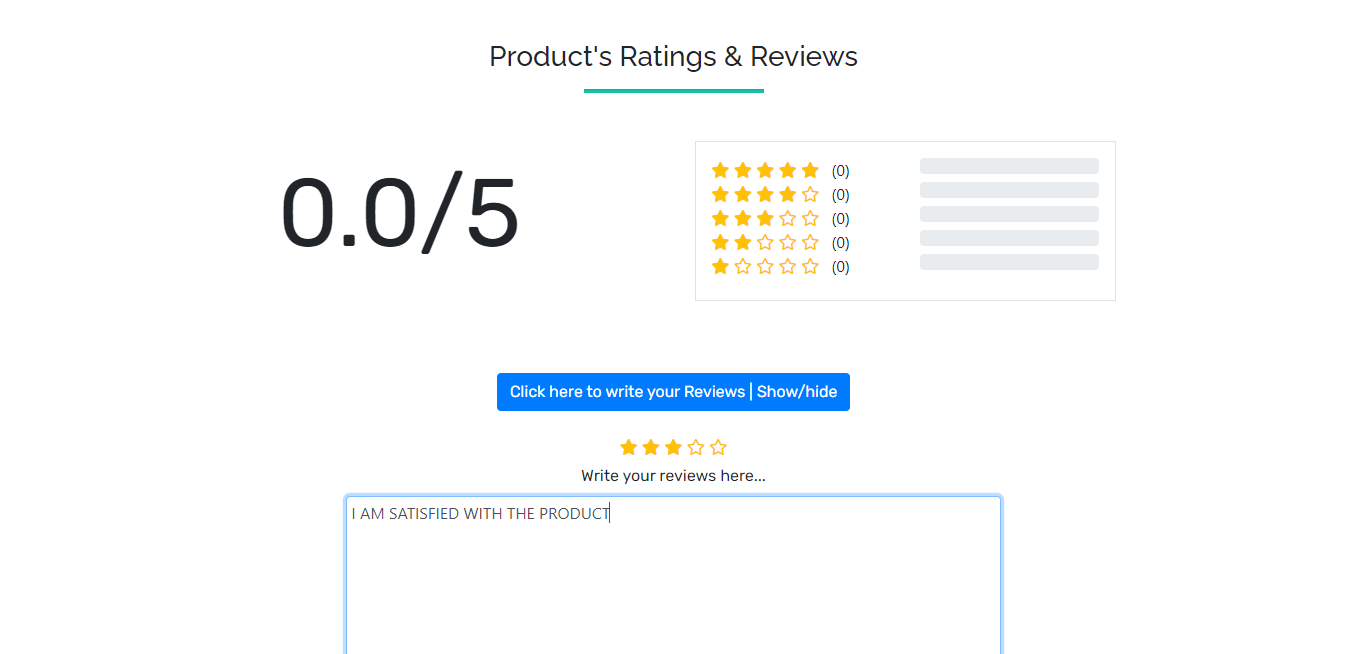 Product's Ratings & Reviews
0.0/5
(0)
(0)
(0)
(0)
(0)
Click here to write your Reviews | Show/hide
Write your reviews here...
I AM SATISFIED WITH THE PRODUCT